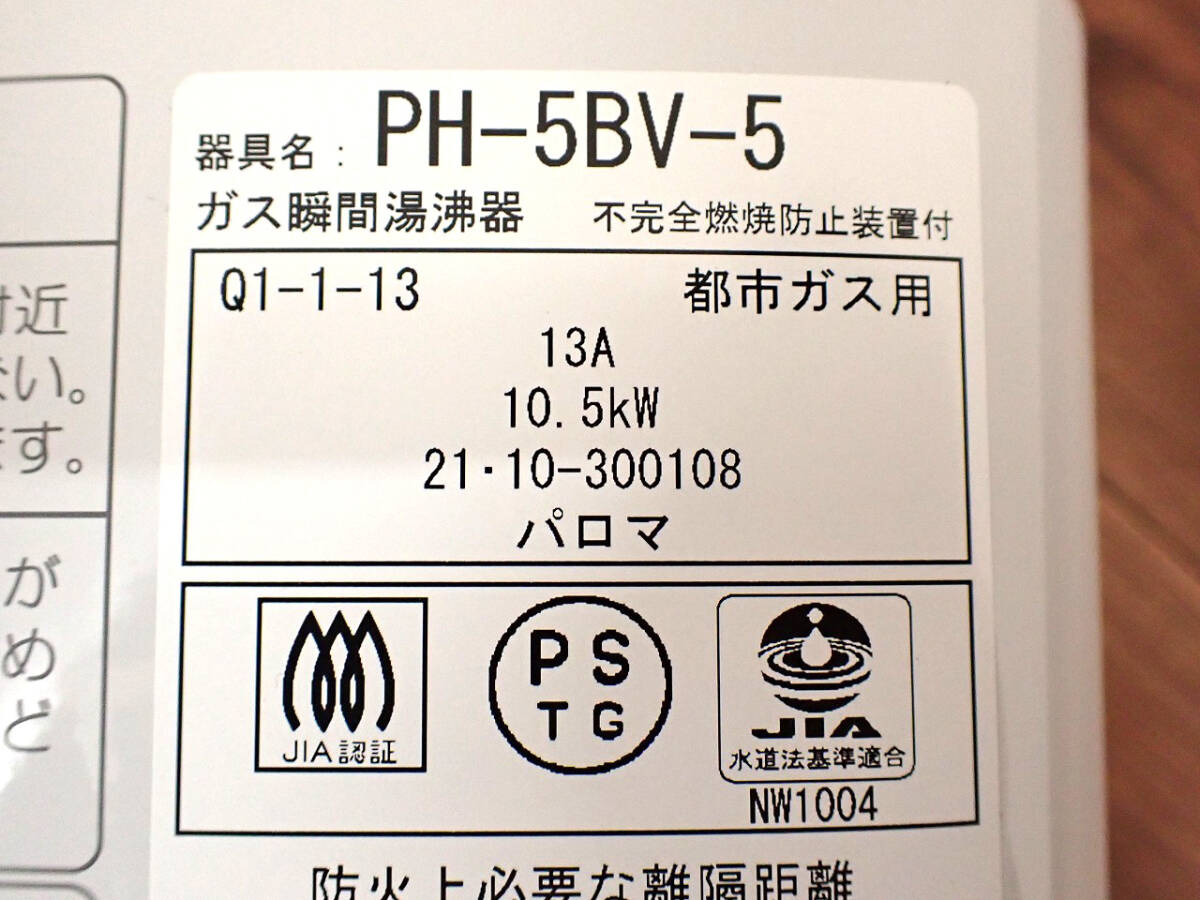 器具名： PH-5BV-5
ガス瞬間湯沸器 不完全燃焼防止装置付
Q1-1-13 都市ガス用
13A
10.5kW
21・10-300108
パロマ
JIA認証
PS
TG
JIA
水道法基準適合
NW1004
防火上必要な離隔距離
近
い。
ます。
が
め
ど